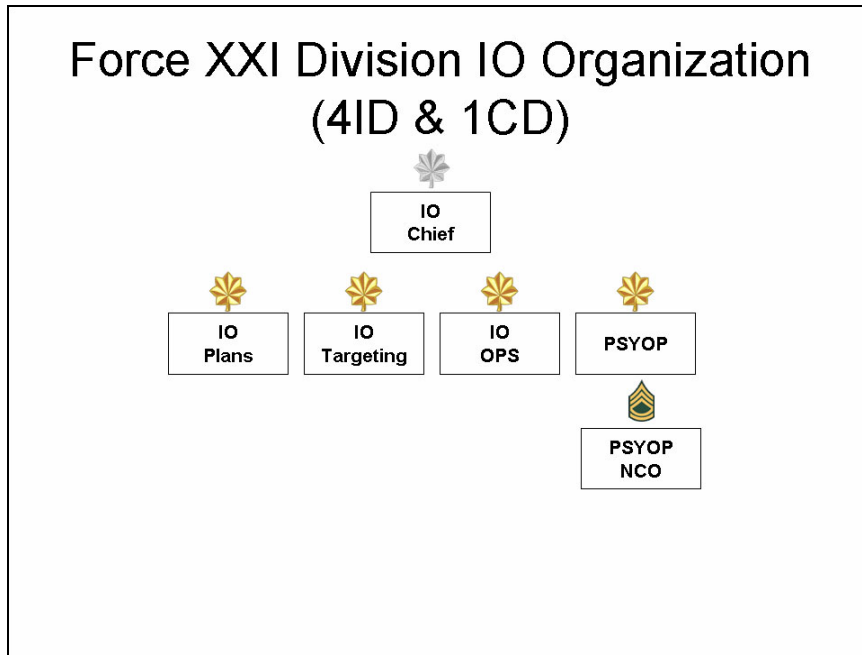 Force XXI Division IO Organization
(4ID & 1CD)
IO
Chief
IO
Plans
IO
Targeting
IO
OPS
PSYOP
PSYOP
NCO